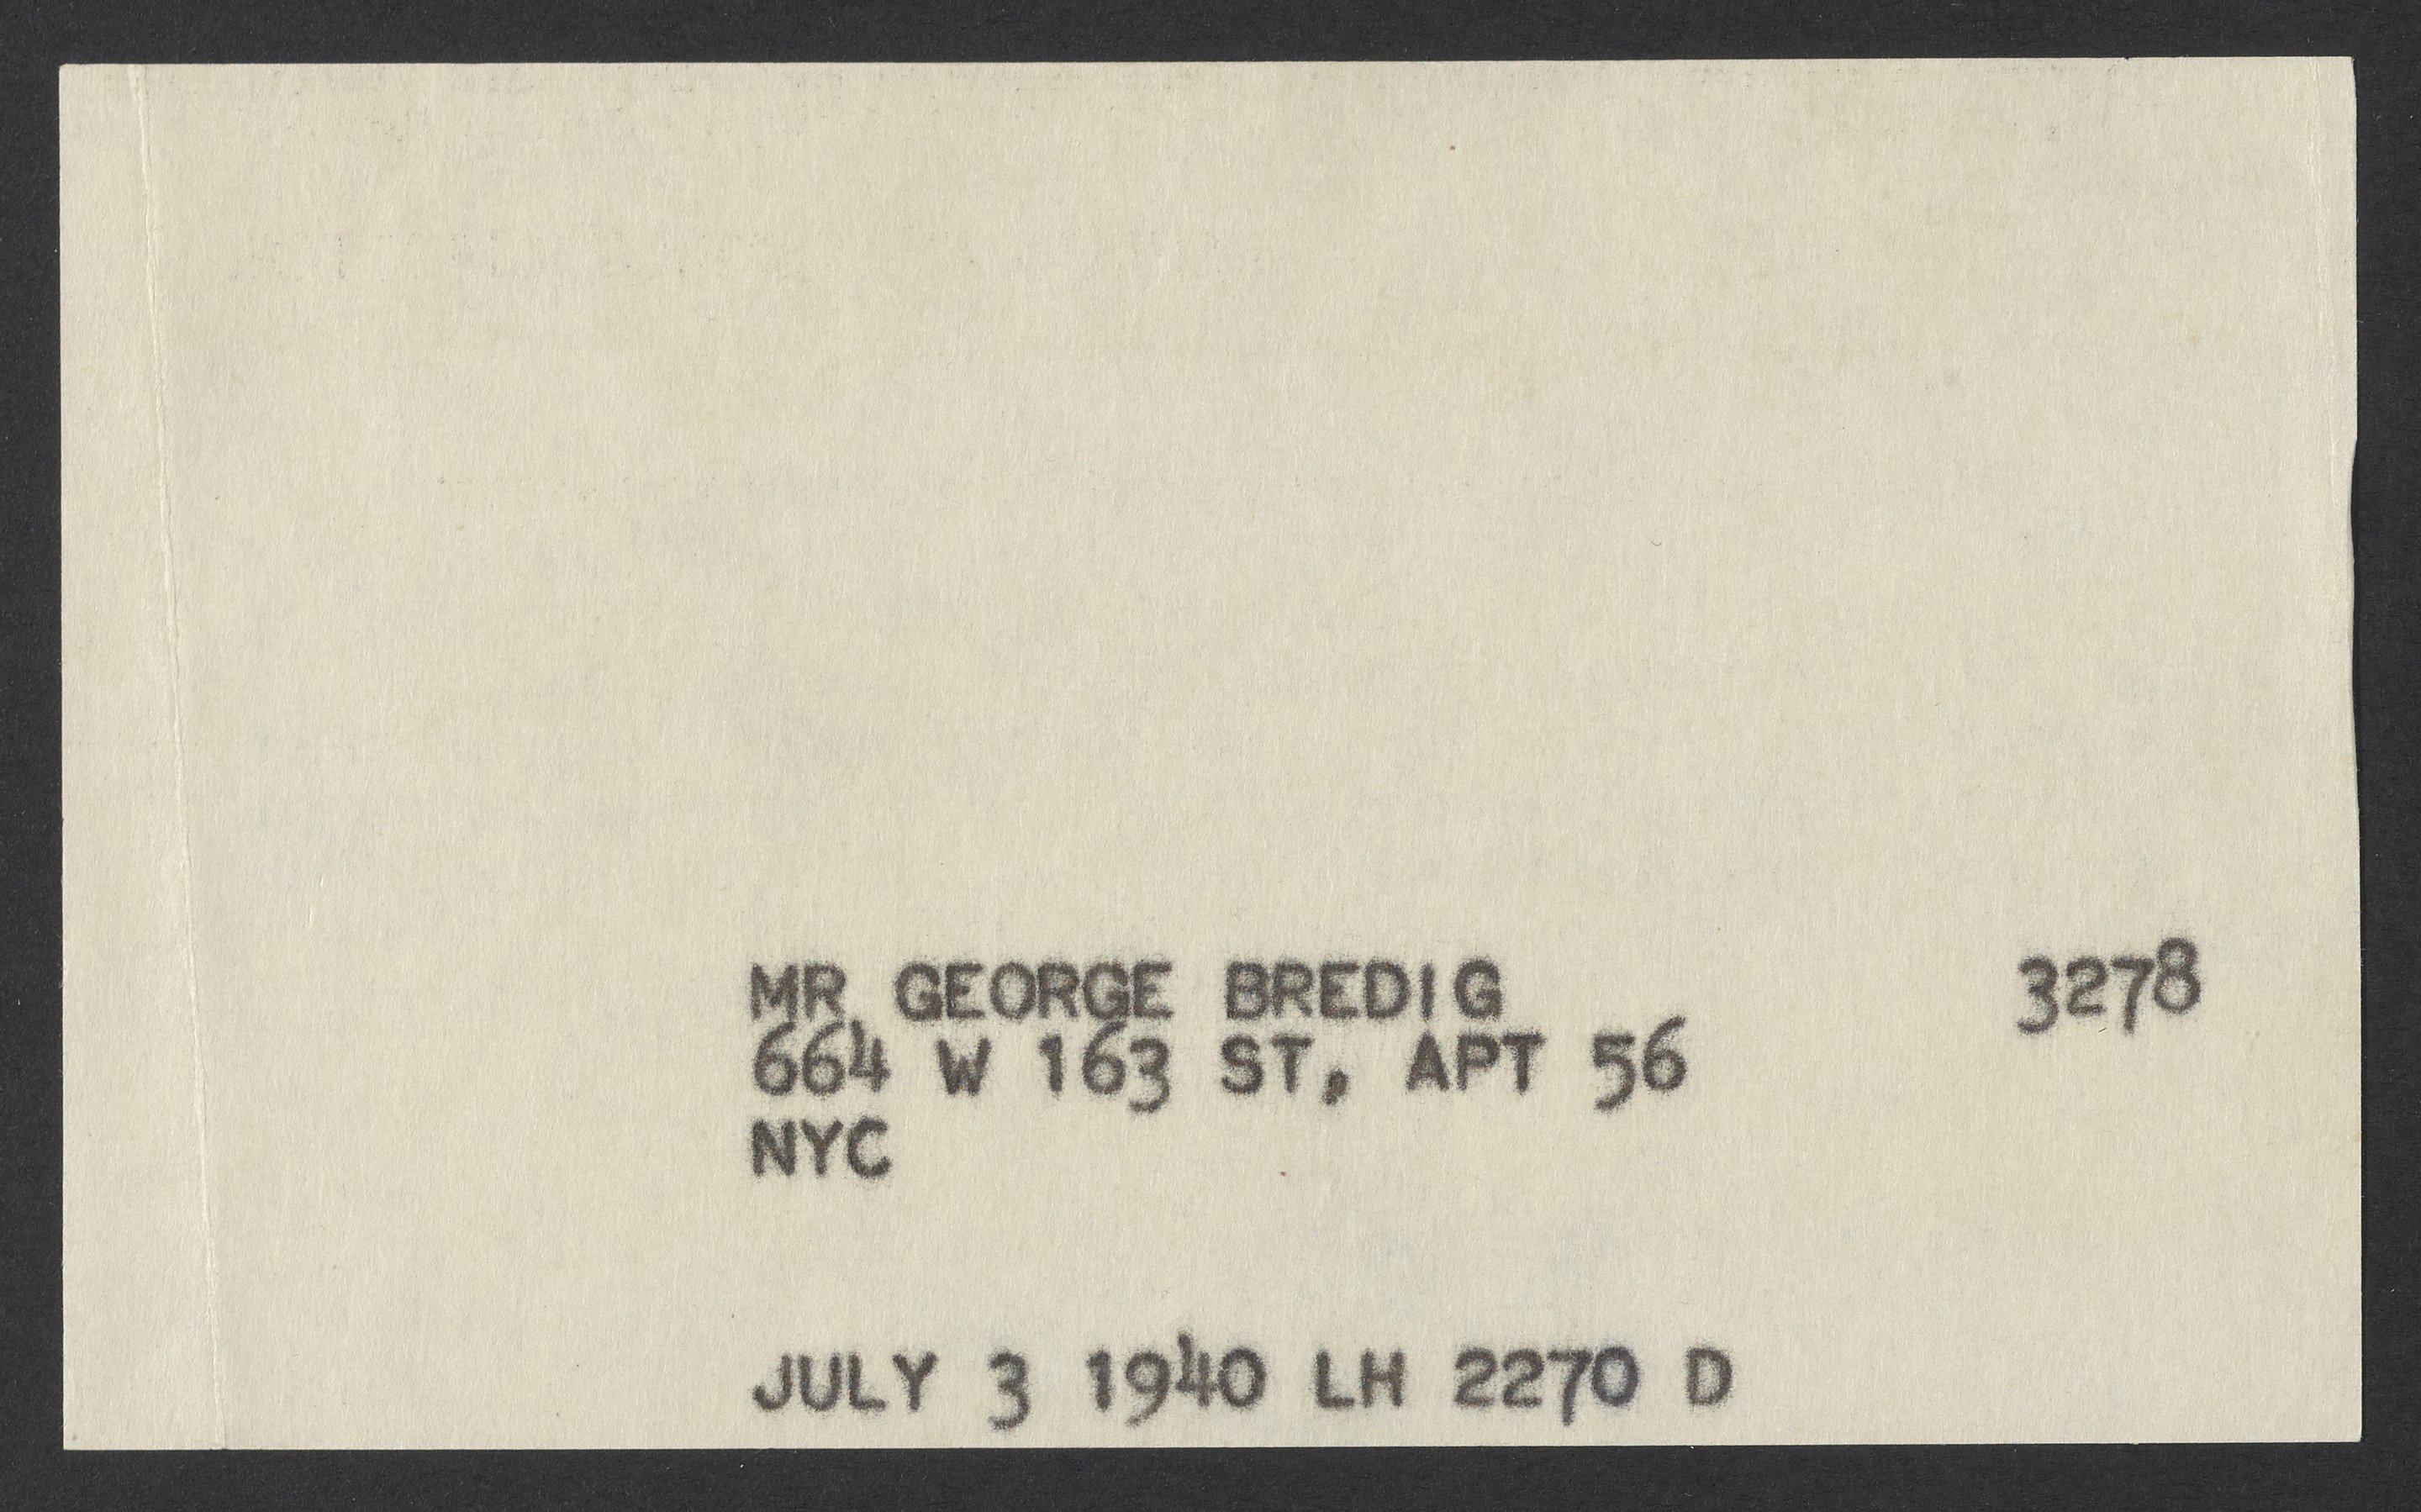 MR GEORGE BREDIG 3278
664 W 163 ST, APT 56
NYC
JULY 3 1940 LH 2270 D